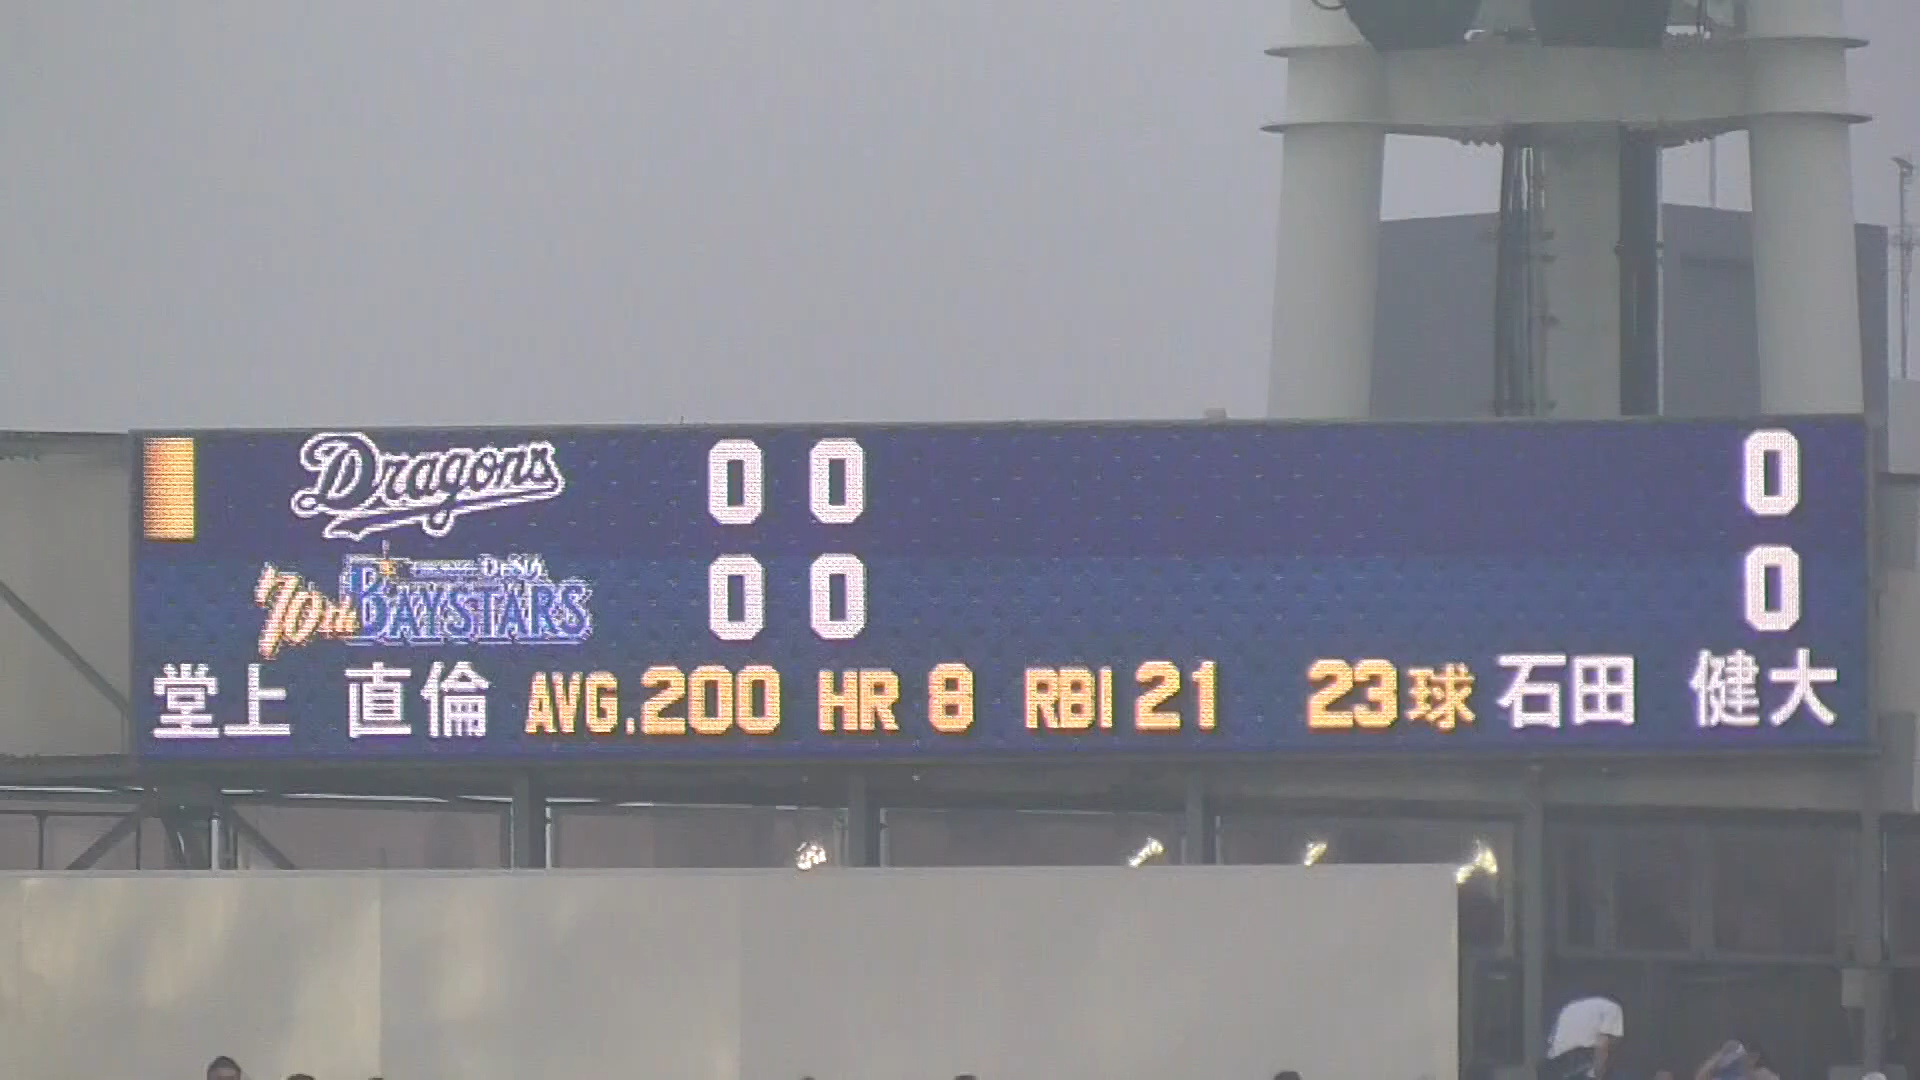 Dragons 0 0 0
70th DeNA BAYSTARS 0 0 0
堂上 直倫 AVG.200 HR 8 RBI 21 23球 石田 健大